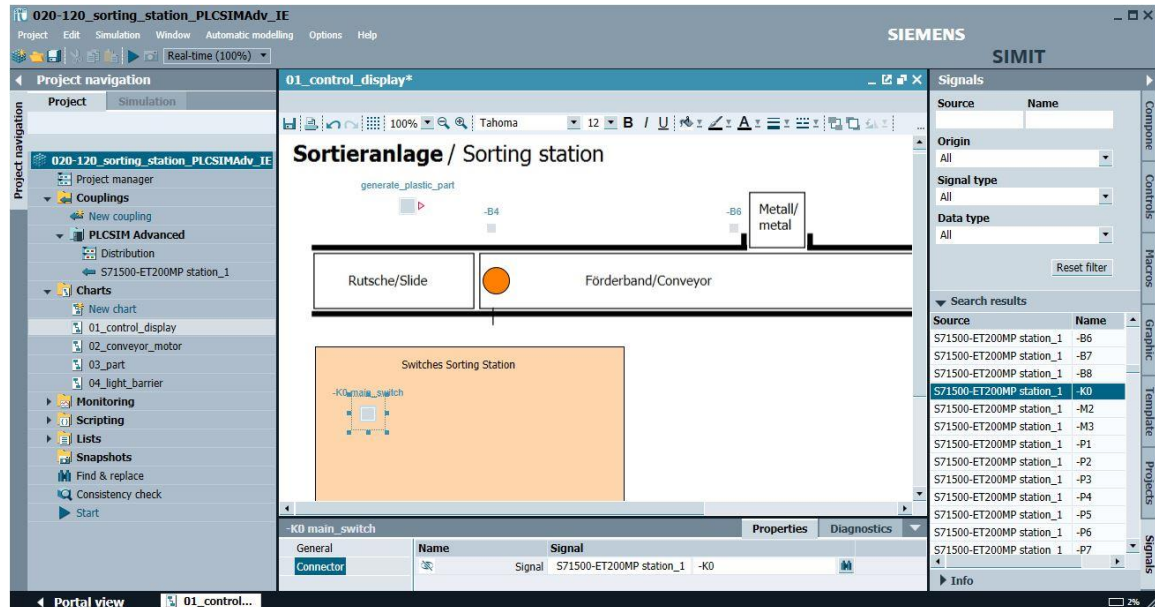 020-120_sorting_station_PLCSIMAdv_IE
Project Edit Simulation Window Automatic modelling Options Help
SIEMENS
Real-time (100%)
SIMIT
Project navigation
Project Simulation
Project navigation
020-120_sorting_station_PLCSIMAdv_IE
Project manager
Couplings
New coupling
PLCSIM Advanced
Distribution
S71500-ET200MP station_1
Charts
New chart
01_control_display
02_conveyor_motor
03_part
04_light_barrier
Monitoring
Scripting
Lists
Snapshots
Find & replace
Consistency check
Start
01_control_display*
100% Tahoma 12 B I U A
Sortieranlage / Sorting station
generate_plastic_part
-B4
-B6
Metall/
metal
Rutsche/Slide
Förderband/Conveyor
Switches Sorting Station
-K0 main_switch
-K0 main_switch
Properties Diagnostics
General
Connector
Name Signal
Signal S71500-ET200MP station_1 -K0
Signals
Source Name
Origin
All
Signal type
All
Data type
All
Reset filter
Search results
Source Name
S71500-ET200MP station_1 -B6
S71500-ET200MP station_1 -B7
S71500-ET200MP station_1 -B8
S71500-ET200MP station_1 -K0
S71500-ET200MP station_1 -M2
S71500-ET200MP station_1 -M3
S71500-ET200MP station_1 -P1
S71500-ET200MP station_1 -P2
S71500-ET200MP station_1 -P3
S71500-ET200MP station_1 -P4
S71500-ET200MP station_1 -P5
S71500-ET200MP station_1 -P6
S71500-ET200MP station_1 -P7
Info
Compone
Controls
Macros
Graphic
Template
Projects
Signals
Portal view
01_control...
2%